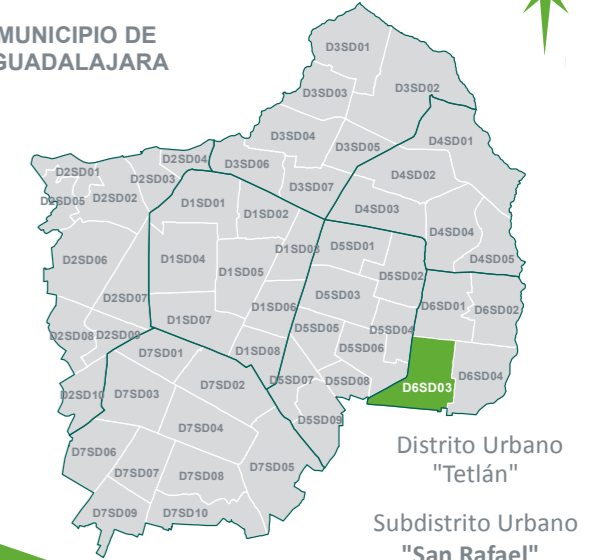 MUNICIPIO DE
GUADALAJARA
D3SD01
D3SD03
D3SD02
D3SD04
D3SD05
D4SD01
D2SD04
D3SD06
D2SD01
D2SD03
D4SD02
D2SD05
D2SD02
D3SD07
D1SD01
D1SD02
D4SD03
D4SD04
D1SD03
D5SD01
D2SD06
D1SD04
D4SD05
D1SD05
D5SD02
D2SD07
D5SD03
D1SD06
D6SD01
D6SD02
D1SD07
D5SD05
D5SD04
D2SD08
D2SD09
D7SD01
D1SD08
D5SD06
D7SD02
D5SD07
D5SD08
D6SD03
D6SD04
D2SD10
D7SD03
D5SD09
D7SD04
D7SD06
D7SD07
D7SD08
D7SD05
D7SD09
D7SD10
Distrito Urbano
"Tetlán"
Subdistrito Urbano
"San Rafael"